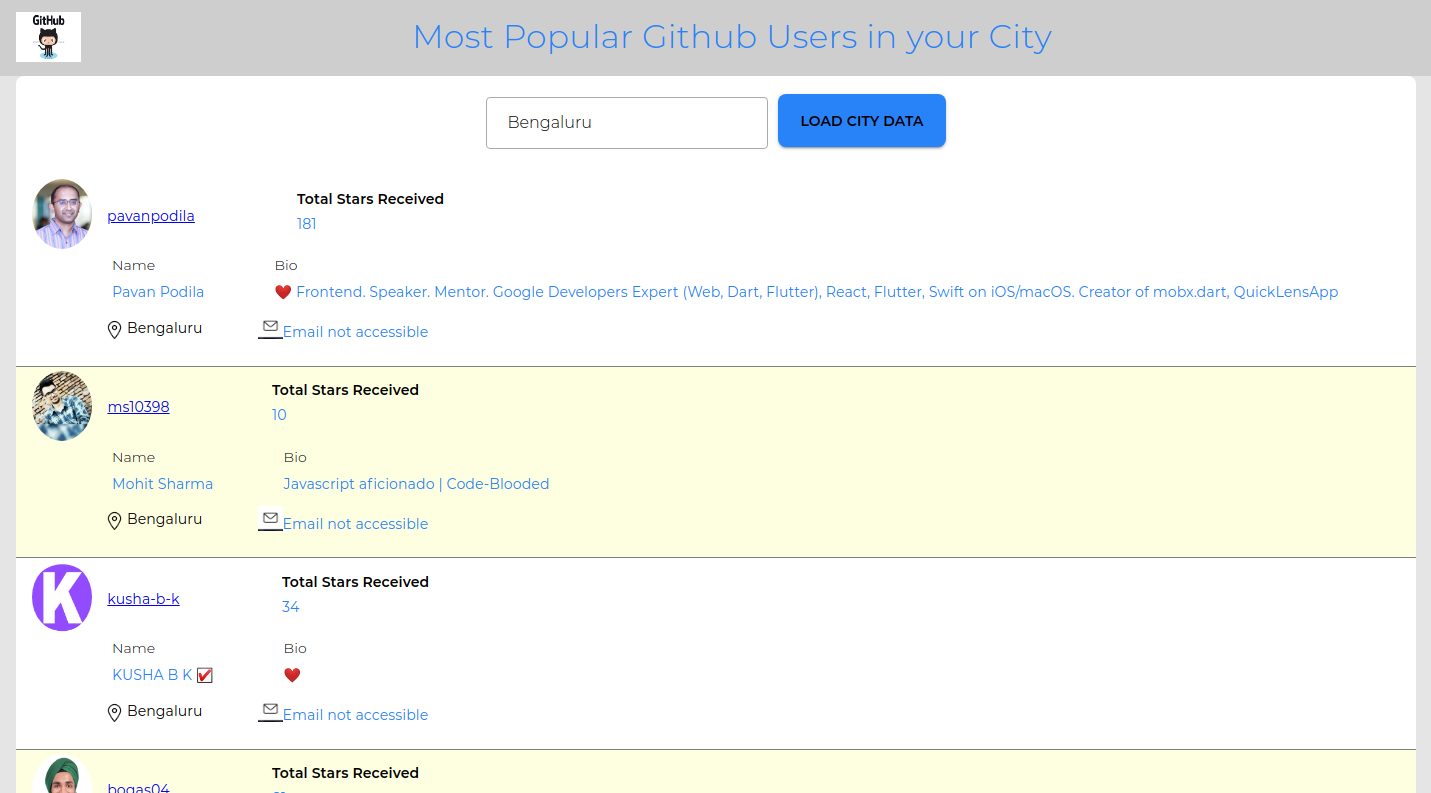 GitHub
Most Popular Github Users in your City
Bengaluru
LOAD CITY DATA
pavanpodila
Total Stars Received
181
Name
Bio
Pavan Podila
❤️ Frontend. Speaker. Mentor. Google Developers Expert (Web, Dart, Flutter), React, Flutter, Swift on iOS/macOS. Creator of mobx.dart, QuickLensApp
Bengaluru
Email not accessible
ms10398
Total Stars Received
10
Name
Bio
Mohit Sharma
Javascript aficionado | Code-Blooded
Bengaluru
Email not accessible
K
kusha-b-k
Total Stars Received
34
Name
Bio
KUSHA B K ☑
❤️
Bengaluru
Email not accessible
bogas04
Total Stars Received